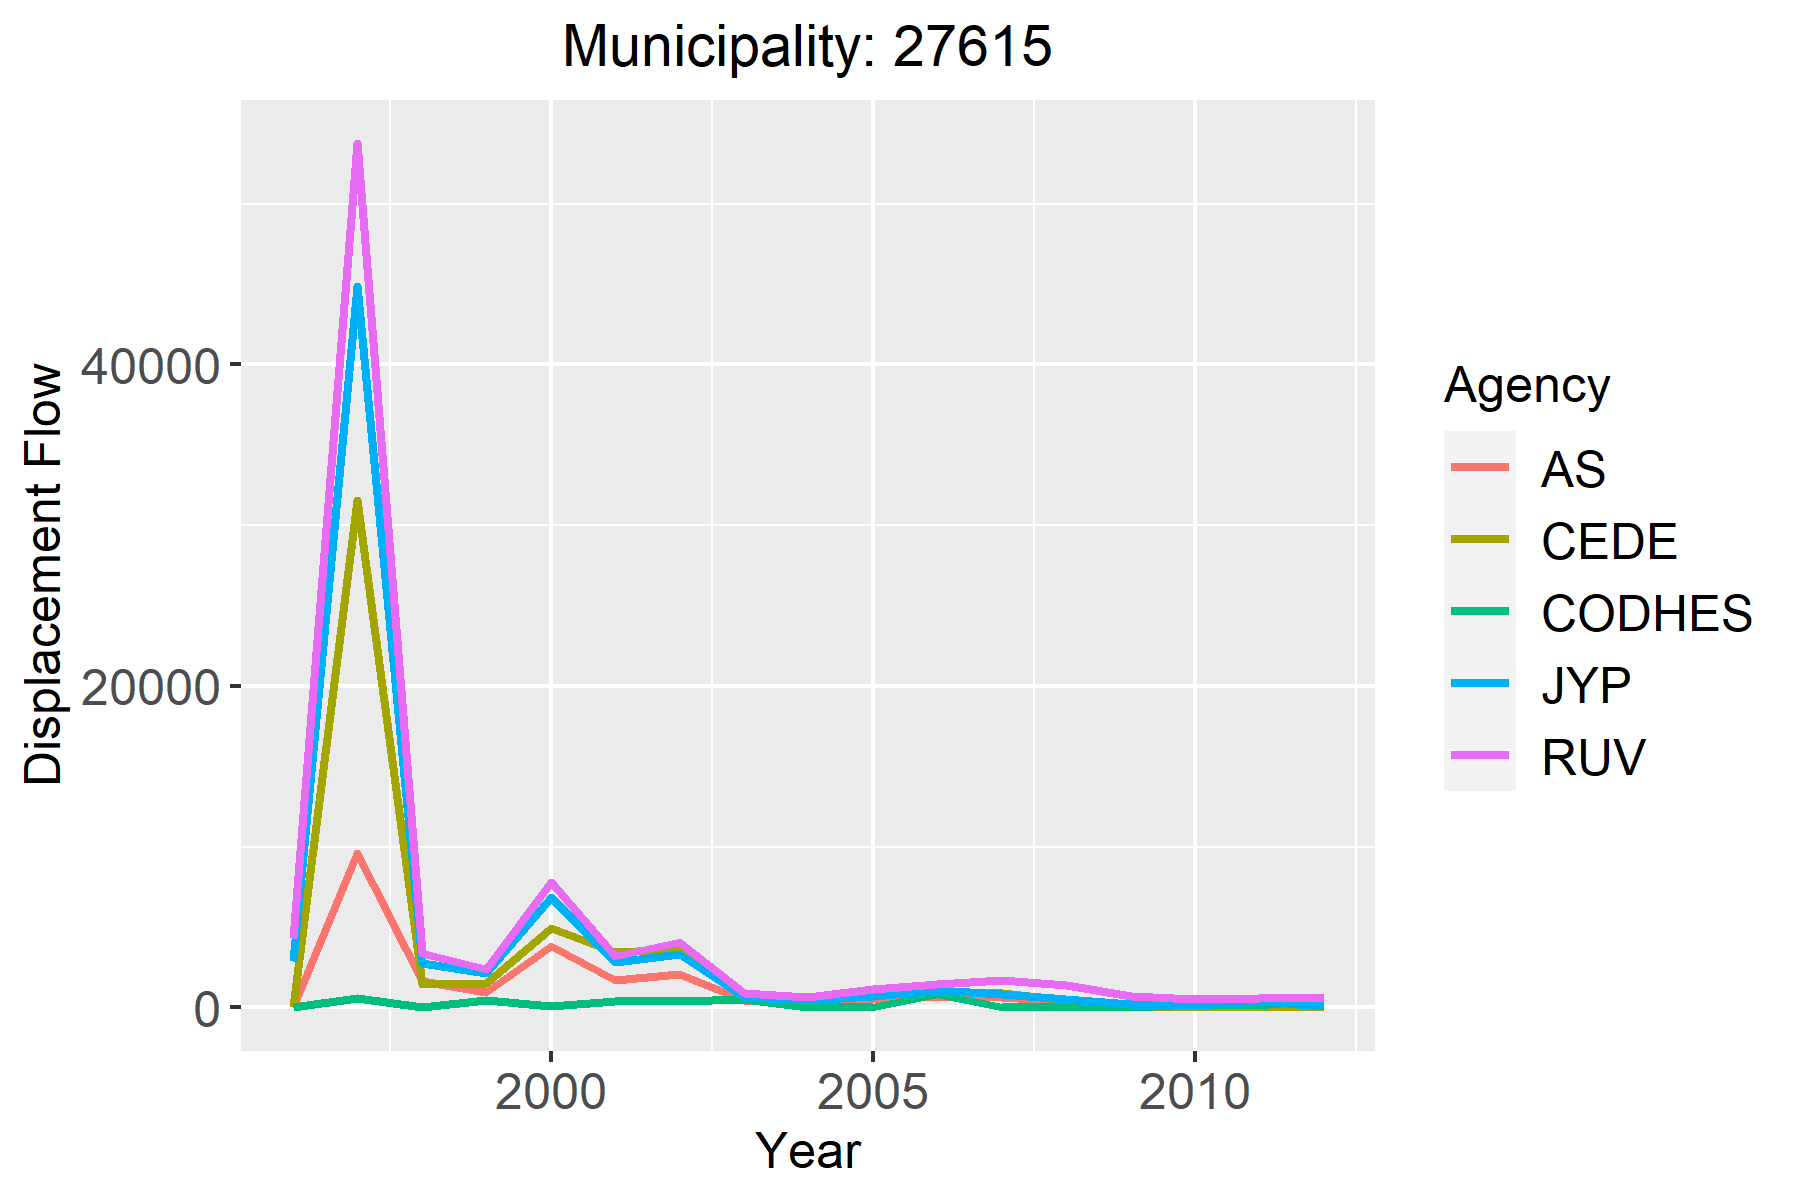 Municipality: 27615
Displacement Flow
40000
20000
0
2000
2005
2010
Year
Agency
AS
CEDE
CODHES
JYP
RUV